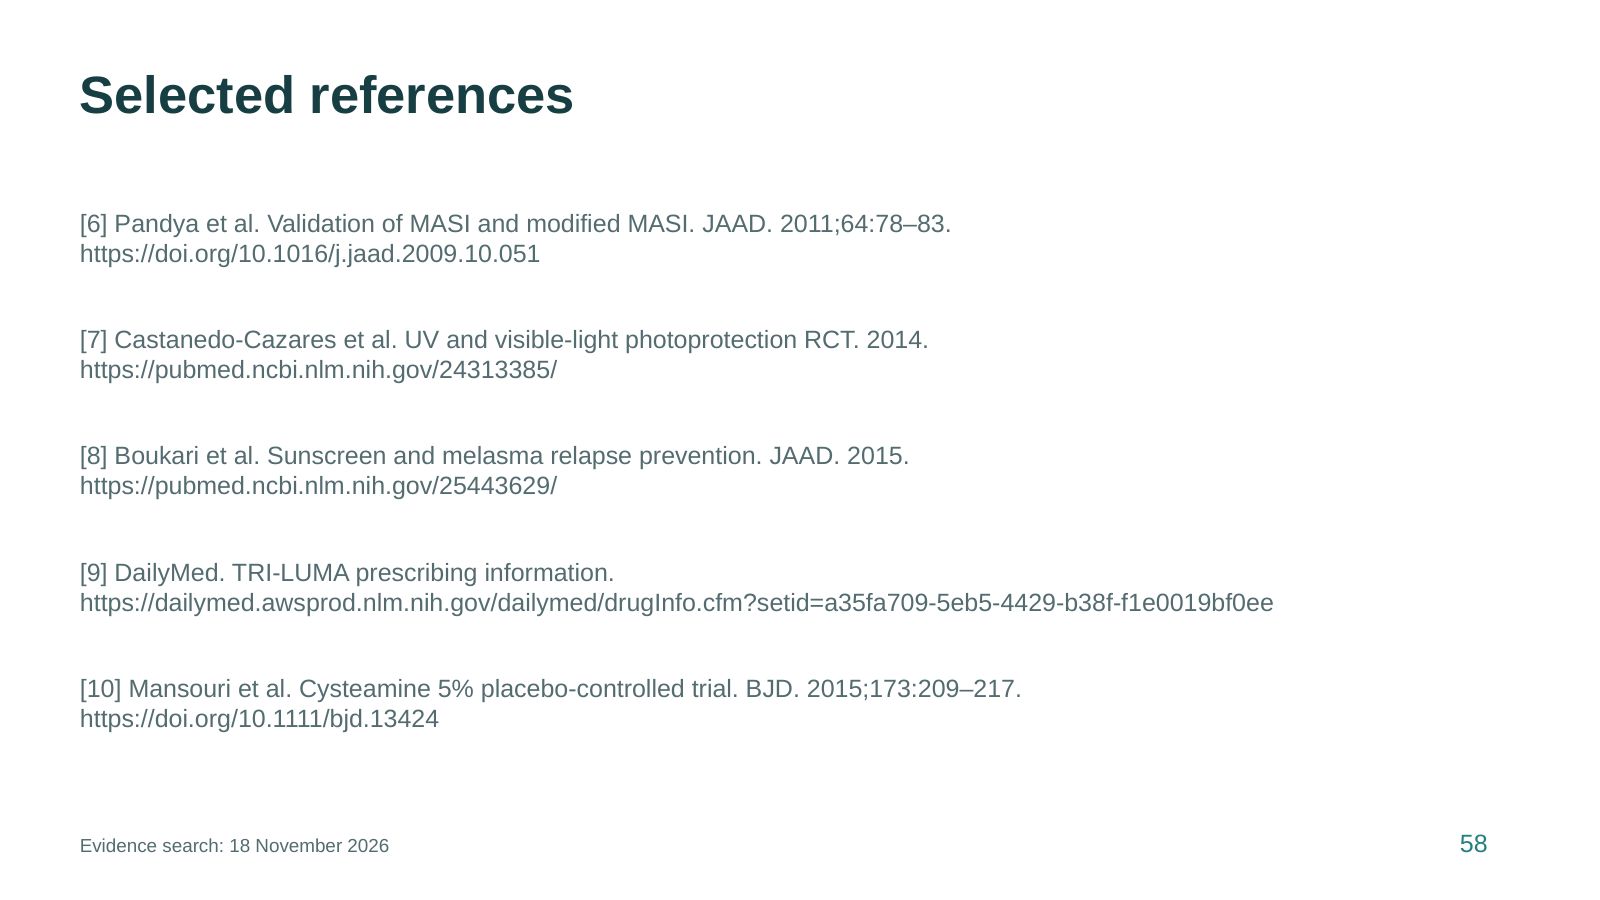 Selected references
[6] Pandya et al. Validation of MASI and modified MASI. JAAD. 2011;64:78–83.
https://doi.org/10.1016/j.jaad.2009.10.051
[7] Castanedo-Cazares et al. UV and visible-light photoprotection RCT. 2014.
https://pubmed.ncbi.nlm.nih.gov/24313385/
[8] Boukari et al. Sunscreen and melasma relapse prevention. JAAD. 2015.
https://pubmed.ncbi.nlm.nih.gov/25443629/
[9] DailyMed. TRI-LUMA prescribing information.
https://dailymed.awsprod.nlm.nih.gov/dailymed/drugInfo.cfm?setid=a35fa709-5eb5-4429-b38f-f1e0019bf0ee
[10] Mansouri et al. Cysteamine 5% placebo-controlled trial. BJD. 2015;173:209–217.
https://doi.org/10.1111/bjd.13424
Evidence search: 18 November 2026
58